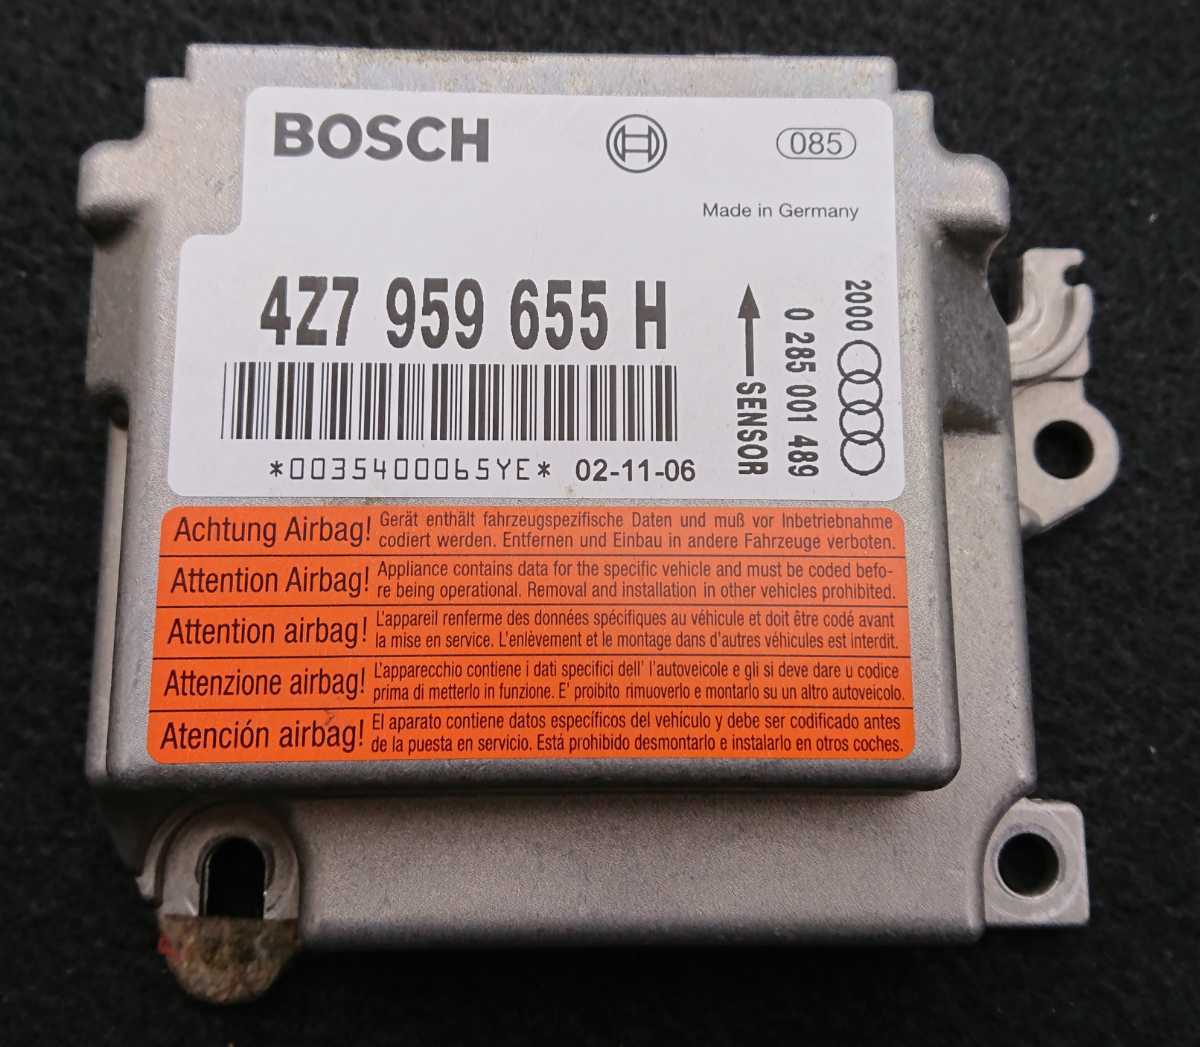 BOSCH
085
Made in Germany
4Z7 959 655 H
*0035400065YE* 02-11-06
SENSOR
0 285 001 489
2000
Achtung Airbag! Gerät enthält fahrzeugspezifische Daten und muß vor Inbetriebnahme
codiert werden. Entfernen und Einbau in andere Fahrzeuge verboten.
Attention Airbag! Appliance contains data for the specific vehicle and must be coded befo-
re being operational. Removal and installation in other vehicles prohibited.
Attention airbag! L'appareil renferme des données spécifiques au véhicule et doit être codé avant
la mise en service. L'enlèvement et le montage dans d'autres véhicules est interdit.
Attenzione airbag! L'apparecchio contiene i dati specifici dell' l'autoveicole e gli si deve dare u codice
prima di metterlo in funzione. E' proibito rimuoverlo e montarlo su un altro autoveicolo.
Atención airbag! El aparato contiene datos específicos del vehículo y debe ser codificado antes
de la puesta en servicio. Está prohibido desmontarlo e instalarlo en otros coches.